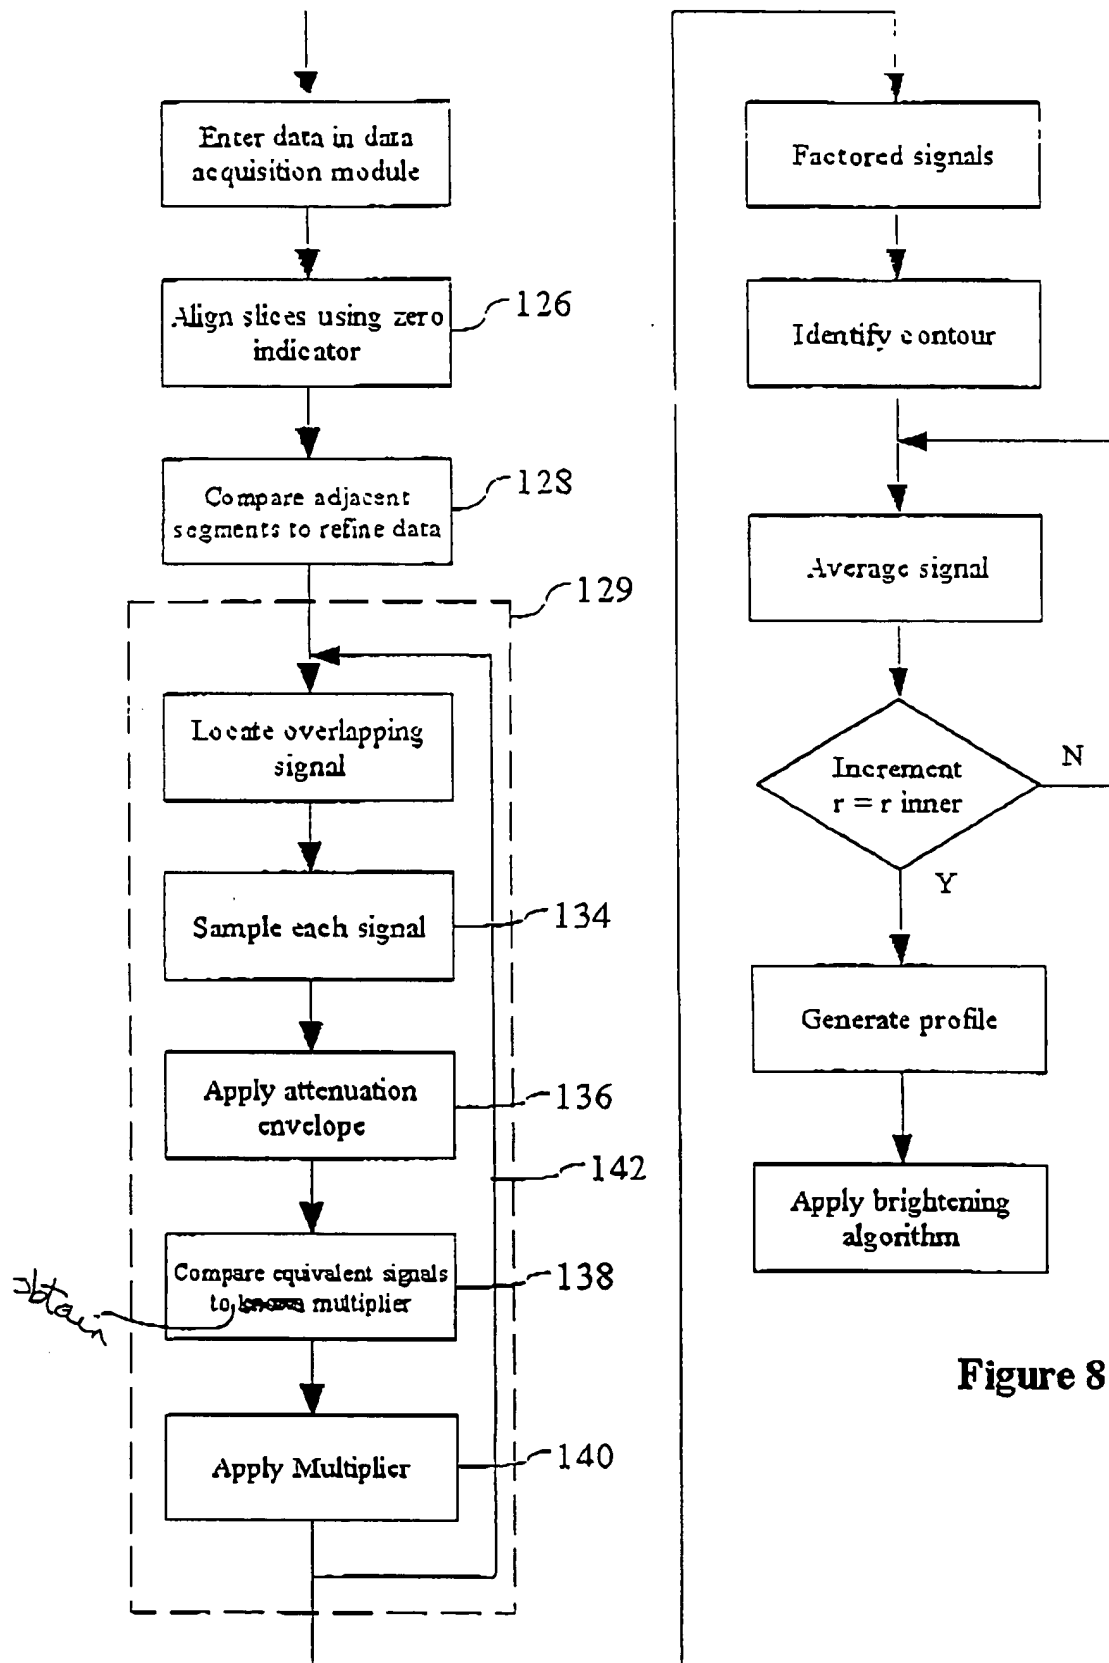 Enter data in data
acquisition module
Align slices using zero
indicator
126
Compare adjacent
segments to refine data
128
129
Locate overlapping
signal
Sample each signal
134
Apply attenuation
envelope
136
142
Compare equivalent signals
to known multiplier
138
obtain
Apply Multiplier
140
Factored signals
Identify contour
Average signal
Increment
r = r inner
N
Y
Generate profile
Apply brightening
algorithm
Figure 8